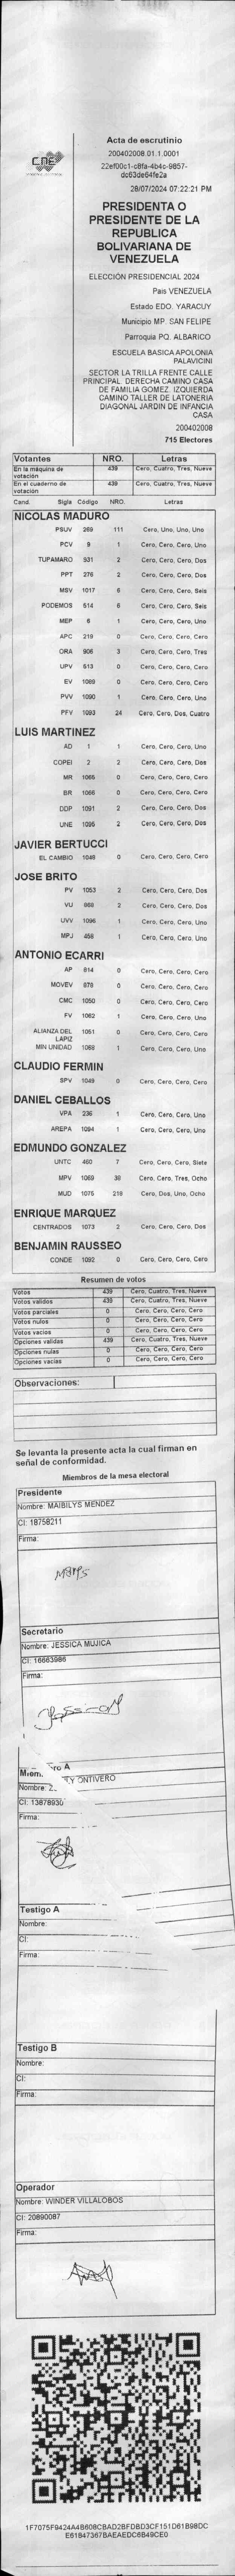 CNE
Acta de escrutinio
200402008.01.1.0001
22ef00c1-c8fa-4b4c-9857-
dc63de64fe2a
28/07/2024 07:22:21 PM
PRESIDENTA O
PRESIDENTE DE LA
REPUBLICA
BOLIVARIANA DE
VENEZUELA
ELECCIÓN PRESIDENCIAL 2024
Pais VENEZUELA
Estado EDO. YARACUY
Municipio MP. SAN FELIPE
Parroquia PQ. ALBARICO
ESCUELA BASICA APOLONIA
PALAVICINI
SECTOR LA TRILLA FRENTE CALLE
PRINCIPAL. DERECHA CAMINO CASA
DE FAMILIA GOMEZ. IZQUIERDA
CAMINO TALLER DE LATONERIA
DIAGONAL JARDIN DE INFANCIA
CASA
200402008
715 Electores
Votantes NRO. Letras
En la máquina de votación 439 Cero, Cuatro, Tres, Nueve
En el cuaderno de votación 439 Cero, Cuatro, Tres, Nueve
Cand. Sigla Código NRO. Letras
NICOLAS MADURO
PSUV 269 111 Cero, Uno, Uno, Uno
PCV 9 1 Cero, Cero, Cero, Uno
TUPAMARO 931 2 Cero, Cero, Cero, Dos
PPT 276 2 Cero, Cero, Cero, Dos
MSV 1017 6 Cero, Cero, Cero, Seis
PODEMOS 514 6 Cero, Cero, Cero, Seis
MEP 6 1 Cero, Cero, Cero, Uno
APC 219 0 Cero, Cero, Cero, Cero
ORA 906 3 Cero, Cero, Cero, Tres
UPV 513 0 Cero, Cero, Cero, Cero
EV 1089 0 Cero, Cero, Cero, Cero
PVV 1090 1 Cero, Cero, Cero, Uno
PFV 1093 24 Cero, Cero, Dos, Cuatro
LUIS MARTINEZ
AD 1 1 Cero, Cero, Cero, Uno
COPEI 2 2 Cero, Cero, Cero, Dos
MR 1065 0 Cero, Cero, Cero, Cero
BR 1066 0 Cero, Cero, Cero, Cero
DDP 1091 2 Cero, Cero, Cero, Dos
UNE 1095 2 Cero, Cero, Cero, Dos
JAVIER BERTUCCI
EL CAMBIO 1048 0 Cero, Cero, Cero, Cero
JOSE BRITO
PV 1053 2 Cero, Cero, Cero, Dos
VU 868 2 Cero, Cero, Cero, Dos
UVV 1096 1 Cero, Cero, Cero, Uno
MPJ 458 1 Cero, Cero, Cero, Uno
ANTONIO ECARRI
AP 814 0 Cero, Cero, Cero, Cero
MOVEV 878 0 Cero, Cero, Cero, Cero
CMC 1050 0 Cero, Cero, Cero, Cero
FV 1062 1 Cero, Cero, Cero, Uno
ALIANZA DEL LAPIZ 1051 0 Cero, Cero, Cero, Cero
MIN UNIDAD 1068 1 Cero, Cero, Cero, Uno
CLAUDIO FERMIN
SPV 1049 0 Cero, Cero, Cero, Cero
DANIEL CEBALLOS
VPA 236 1 Cero, Cero, Cero, Uno
AREPA 1094 1 Cero, Cero, Cero, Uno
EDMUNDO GONZALEZ
UNTC 460 7 Cero, Cero, Cero, Siete
MPV 1069 38 Cero, Cero, Tres, Ocho
MUD 1075 218 Cero, Dos, Uno, Ocho
ENRIQUE MARQUEZ
CENTRADOS 1073 2 Cero, Cero, Cero, Dos
BENJAMIN RAUSSEO
CONDE 1092 0 Cero, Cero, Cero, Cero
Resumen de votos
Votos 439 Cero, Cuatro, Tres, Nueve
Votos validos 439 Cero, Cuatro, Tres, Nueve
Votos parciales 0 Cero, Cero, Cero, Cero
Votos nulos 0 Cero, Cero, Cero, Cero
Votos vacios 0 Cero, Cero, Cero, Cero
Opciones validas 439 Cero, Cuatro, Tres, Nueve
Opciones nulas 0 Cero, Cero, Cero, Cero
Opciones vacias 0 Cero, Cero, Cero, Cero
Observaciones:
Se levanta la presente acta la cual firman en
señal de conformidad.
Miembros de la mesa electoral
Presidente
Nombre: MAIBILYS MENDEZ
CI: 18758211
Firma:
Secretario
Nombre: JESSICA MUJICA
CI: 16663986
Firma:
Nombre: ONTIVERO
CI: 13878930
Firma:
Testigo A
Nombre:
CI:
Firma:
Testigo B
Nombre:
CI:
Firma:
Operador
Nombre: WINDER VILLALOBOS
CI: 20890087
Firma:
1F7075F9424A4B608CBAD2BFDBD3CF151D61B98DC
E61B47367BAEAEDC6B49CE0